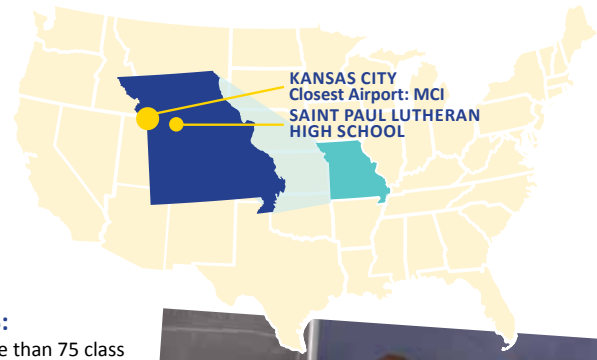 KANSAS CITY
Closest Airport: MCI
SAINT PAUL LUTHERAN
HIGH SCHOOL
than 75 class